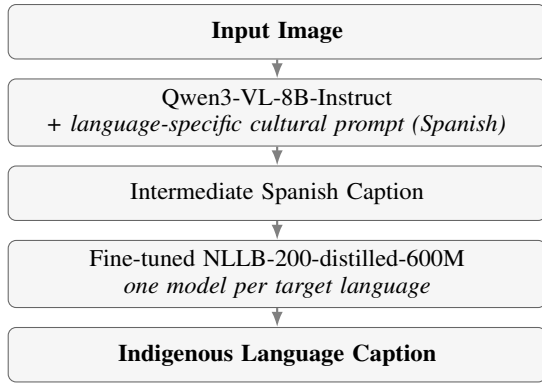 Input Image
Qwen3-VL-8B-Instruct
+ language-specific cultural prompt (Spanish)
Intermediate Spanish Caption
Fine-tuned NLLB-200-distilled-600M
one model per target language
Indigenous Language Caption